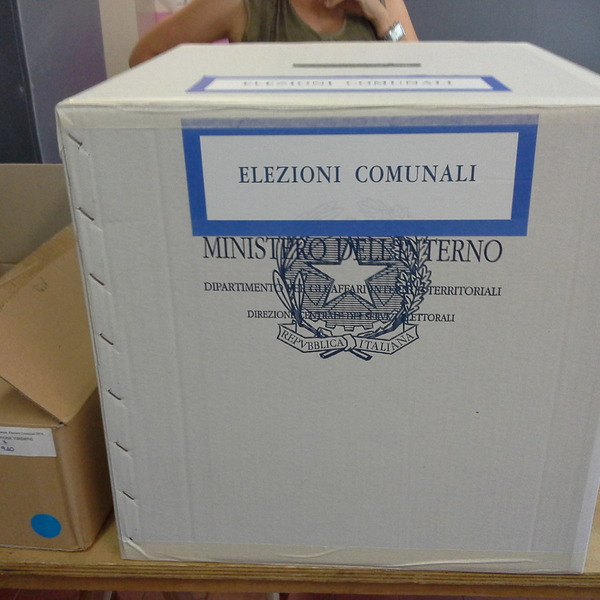 ELEZIONI COMUNALI
ELEZIONI COMUNALI
MINISTERO DELL'INTERNO
DIPARTIMENTO PER GLI AFFARI INTERNI E TERRITORIALI
DIREZIONE CENTRALE DEI SERVIZI ELETTORALI
REPVBBLICA ITALIANA